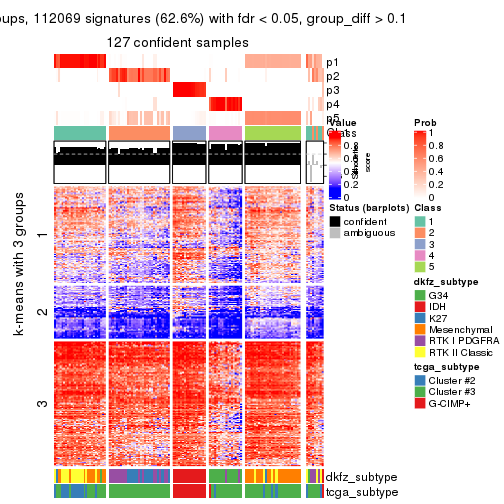 oups, 112069 signatures (62.6%) with fdr < 0.05, group_diff > 0.1
127 confident samples
p1
p2
p3
p4
p5
Class
Silhouette
score
k-means with 3 groups
1
2
3
dkfz_subtype
tcga_subtype
Value
1
0.8
0.6
0.4
0.2
0
Status (barplots)
confident
ambiguous
Prob
1
0.8
0.6
0.4
0.2
0
Class
1
2
3
4
5
dkfz_subtype
G34
IDH
K27
Mesenchymal
RTK I PDGFRA
RTK II Classic
tcga_subtype
Cluster #2
Cluster #3
G-CIMP+